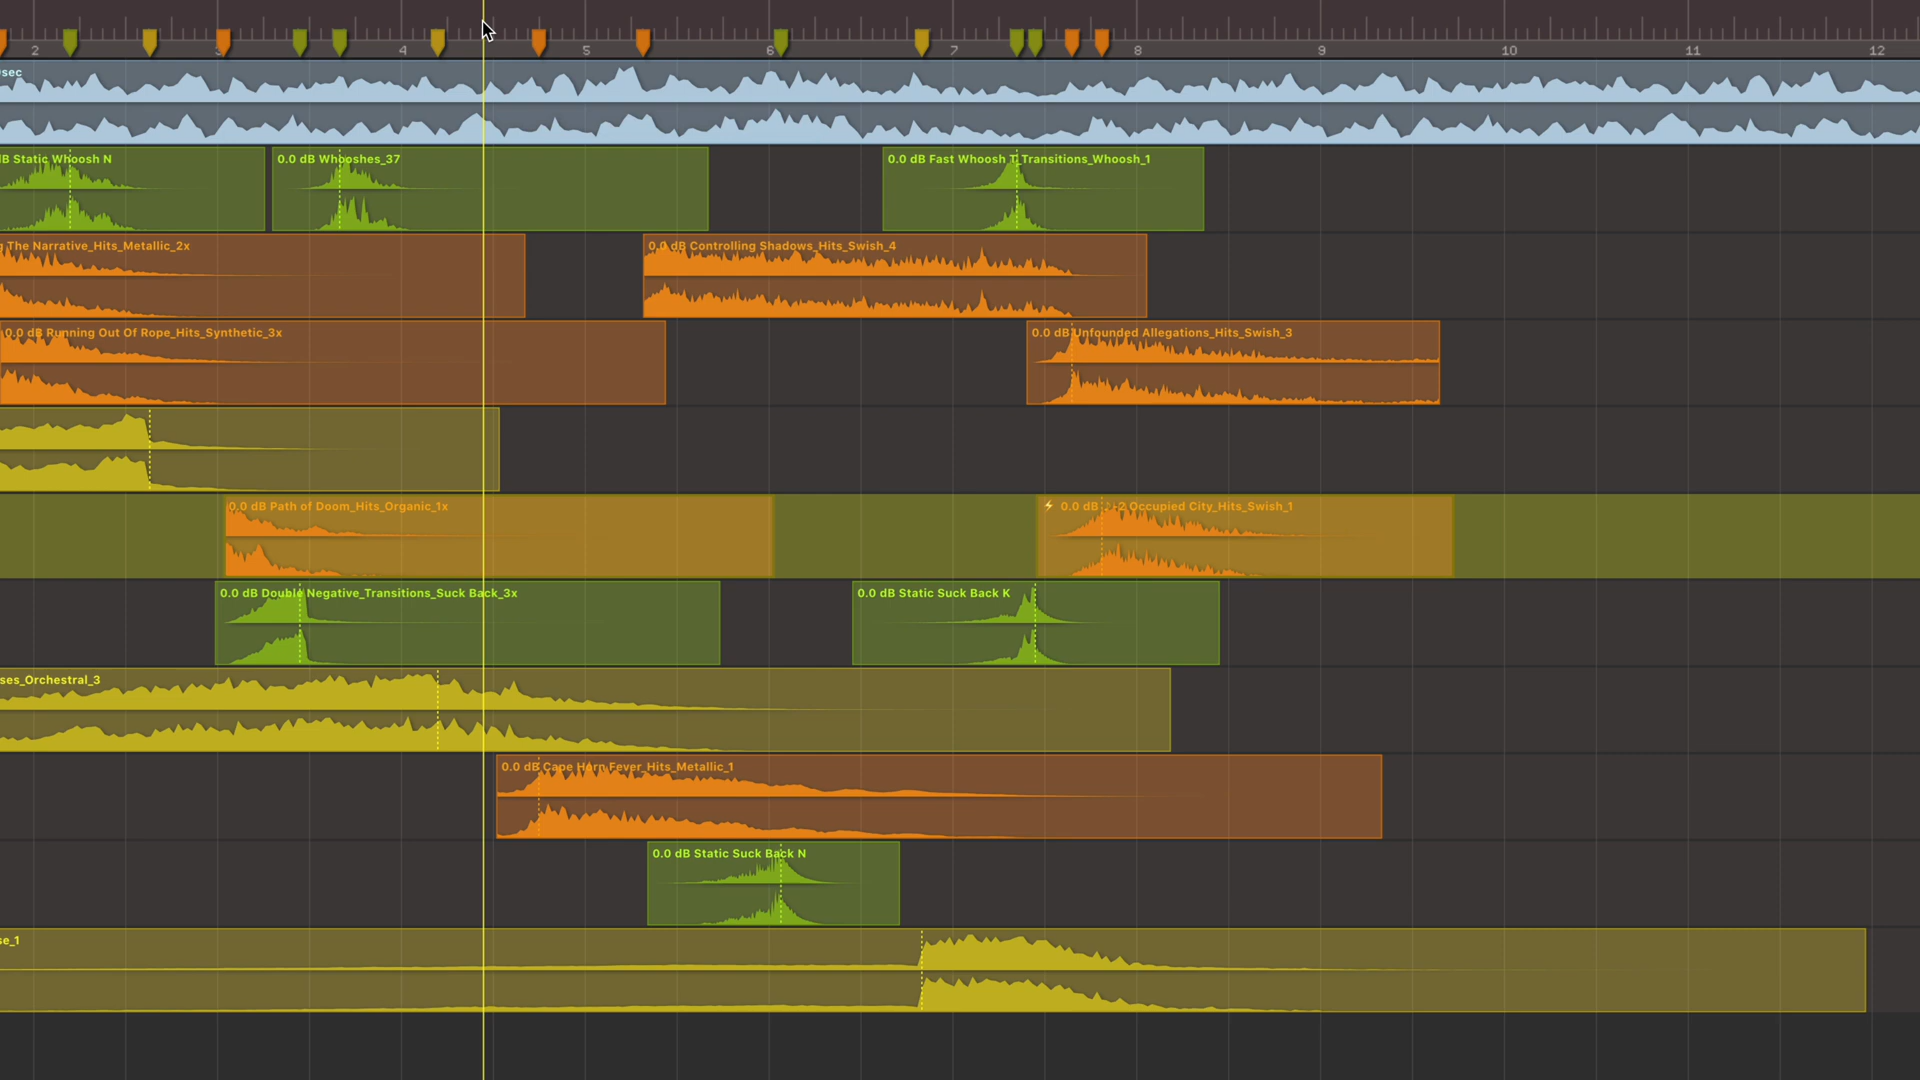 2 3 4 5 6 7 8 9 10 11 12
sec
dB Static Whoosh N
0.0 dB Whooshes_37
0.0 dB Fast Whoosh T Transitions_Whoosh_1
g The Narrative_Hits_Metallic_2x
0.0 dB Controlling Shadows_Hits_Swish_4
0.0 dB Running Out Of Rope_Hits_Synthetic_3x
0.0 dB Unfounded Allegations_Hits_Swish_3
0.0 dB Path of Doom_Hits_Organic_1x
0.0 dB -2 Occupied City_Hits_Swish_1
0.0 dB Double Negative_Transitions_Suck Back_3x
0.0 dB Static Suck Back K
ses_Orchestral_3
0.0 dB Cape Horn Fever_Hits_Metallic_1
0.0 dB Static Suck Back N
se_1